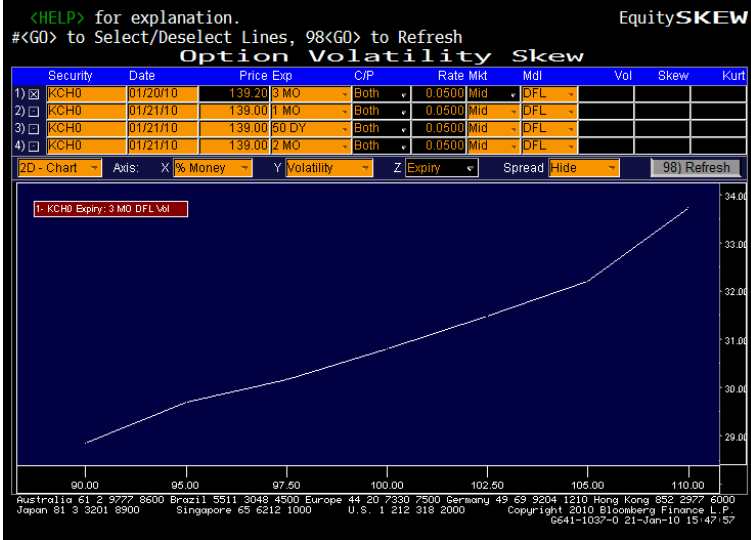 <HELP> for explanation. EquitySKEW
#<GO> to Select/Deselect Lines, 98<GO> to Refresh
Option Volatility Skew
Security Date Price Exp C/P Rate Mkt Mdl Vol Skew Kurt
1) KCH0 01/20/10 139.20 3 MO Both 0.0500 Mid DFL
2) KCH0 01/21/10 139.00 1 MO Both 0.0500 Mid DFL
3) KCH0 01/21/10 139.00 50 DY Both 0.0500 Mid DFL
4) KCH0 01/21/10 139.00 2 MO Both 0.0500 Mid DFL
2D - Chart Axis: X % Money Y Volatility Z Expiry Spread Hide 98) Refresh
34.00
1- KCH0 Expiry: 3 MO DFL Vol
33.00
32.00
31.00
30.00
29.00
90.00 95.00 97.50 100.00 102.50 105.00 110.00
Australia 61 2 9777 8600 Brazil 5511 3048 4500 Europe 44 20 7330 7500 Germany 49 69 9204 1210 Hong Kong 852 2977 6000
Japan 81 3 3201 8900 Singapore 65 6212 1000 U.S. 1 212 318 2000 Copyright 2010 Bloomberg Finance L.P.
G641-1037-0 21-Jan-10 15:47:57